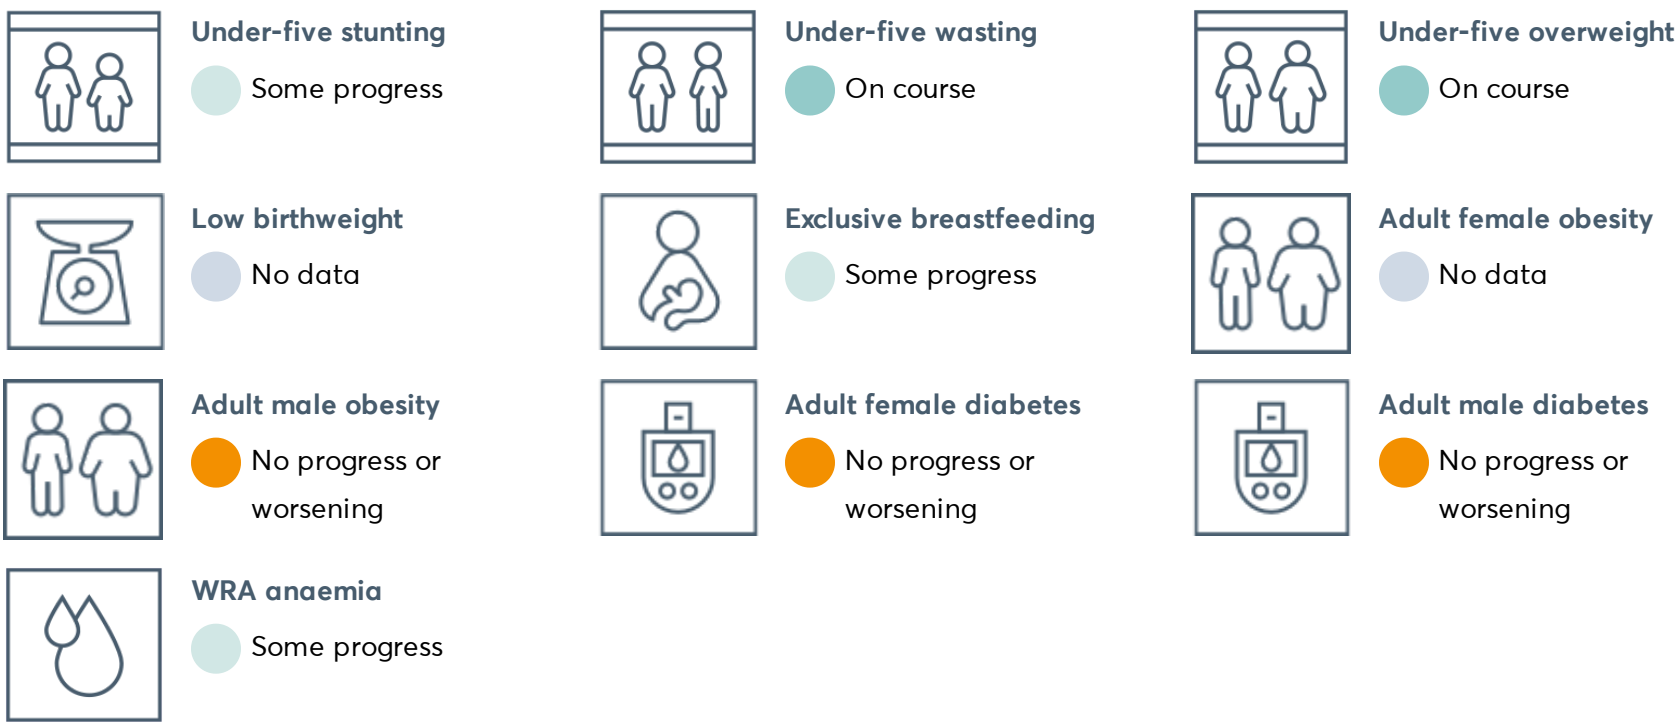 Under-five stunting
Some progress
Under-five wasting
On course
Under-five overweight
On course
Low birthweight
No data
Exclusive breastfeeding
Some progress
Adult female obesity
No data
Adult male obesity
No progress or
worsening
Adult female diabetes
No progress or
worsening
Adult male diabetes
No progress or
worsening
WRA anaemia
Some progress